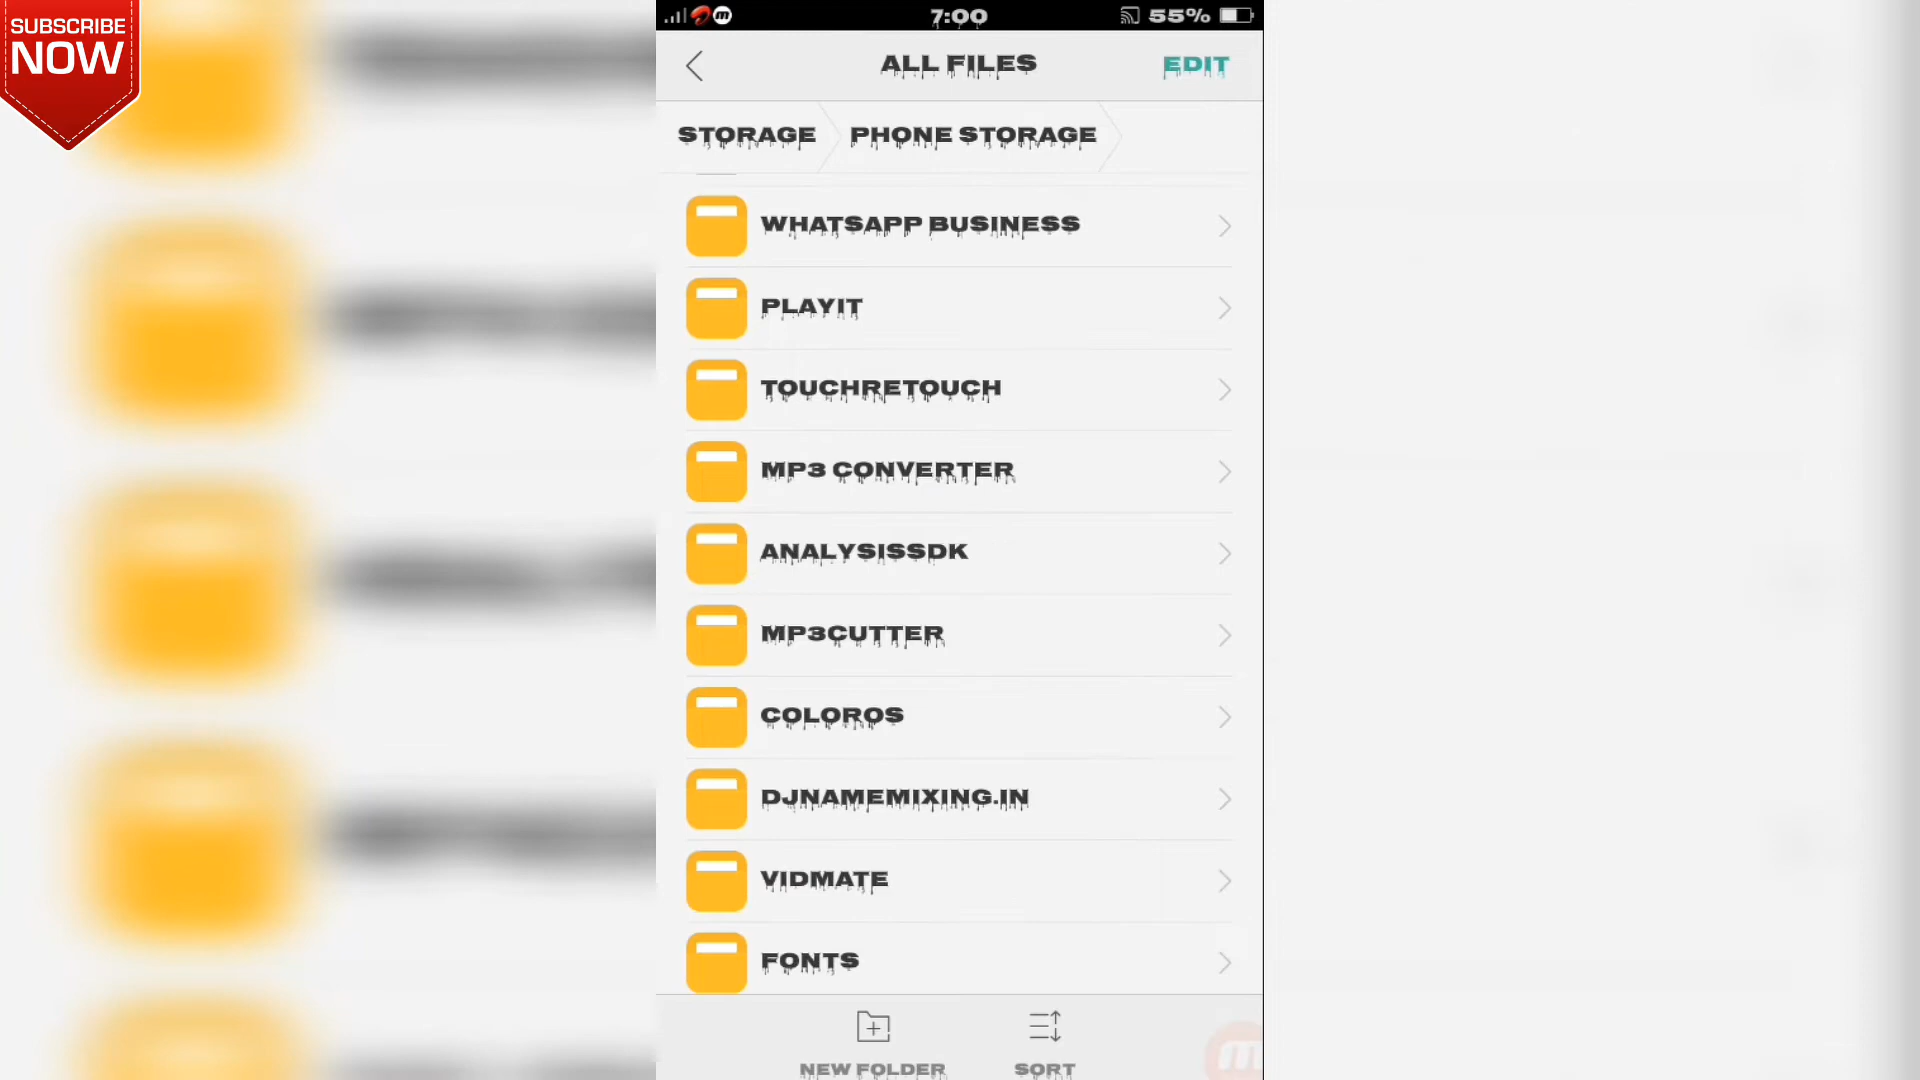 SUBSCRIBE
NOW
7:00
55%
ALL FILES
EDIT
STORAGE
PHONE STORAGE
WHATSAPP BUSINESS
PLAYIT
TOUCHRETOUCH
MP3 CONVERTER
ANALYSISSDK
MP3CUTTER
COLOROS
DJNAMEMIXING.IN
VIDMATE
FONTS
NEW FOLDER
SORT